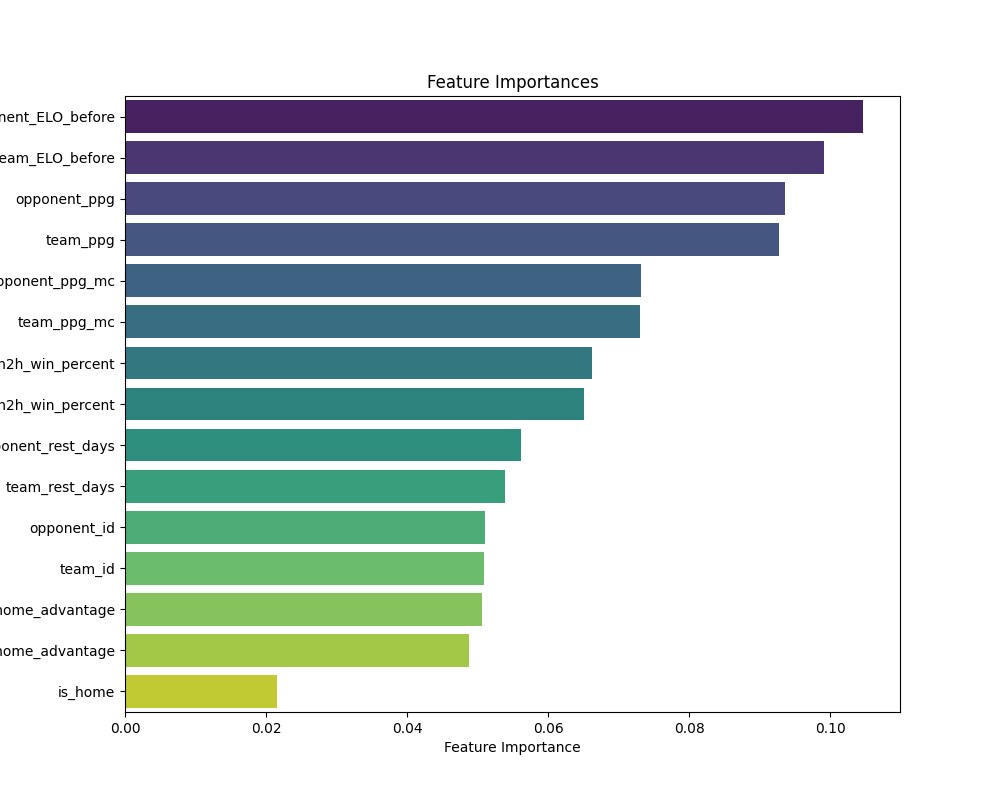 Feature Importances
nent_ELO_before
eam_ELO_before
opponent_ppg
team_ppg
pponent_ppg_mc
team_ppg_mc
h2h_win_percent
h2h_win_percent
ponent_rest_days
team_rest_days
opponent_id
team_id
home_advantage
home_advantage
is_home
0.00 0.02 0.04 0.06 0.08 0.10
Feature Importance